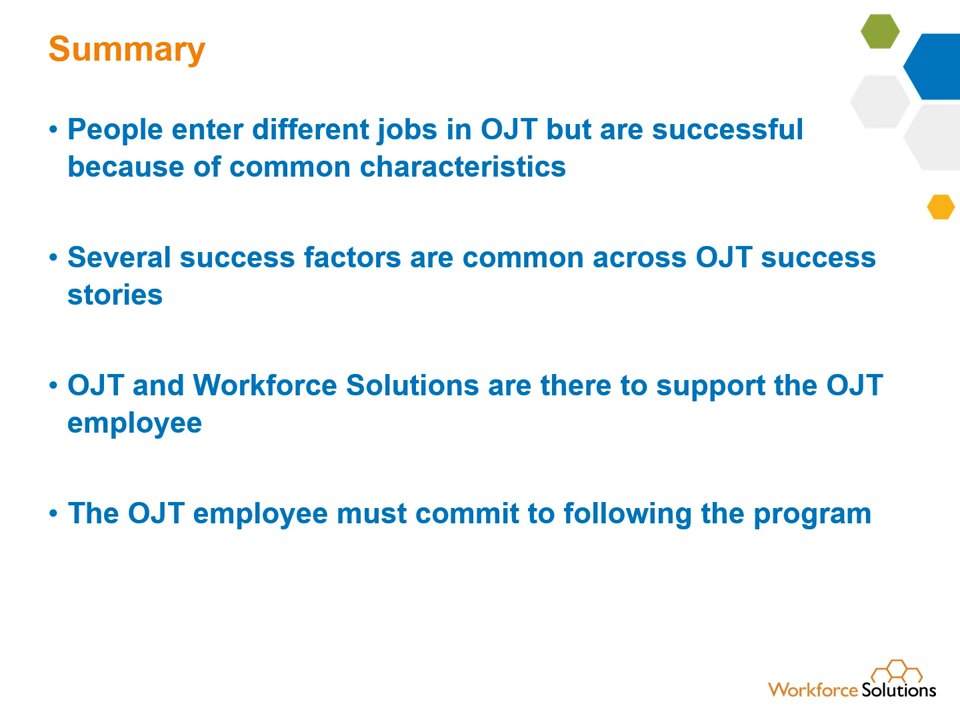 Summary
• People enter different jobs in OJT but are successful
because of common characteristics
• Several success factors are common across OJT success
stories
• OJT and Workforce Solutions are there to support the OJT
employee
• The OJT employee must commit to following the program
Workforce Solutions